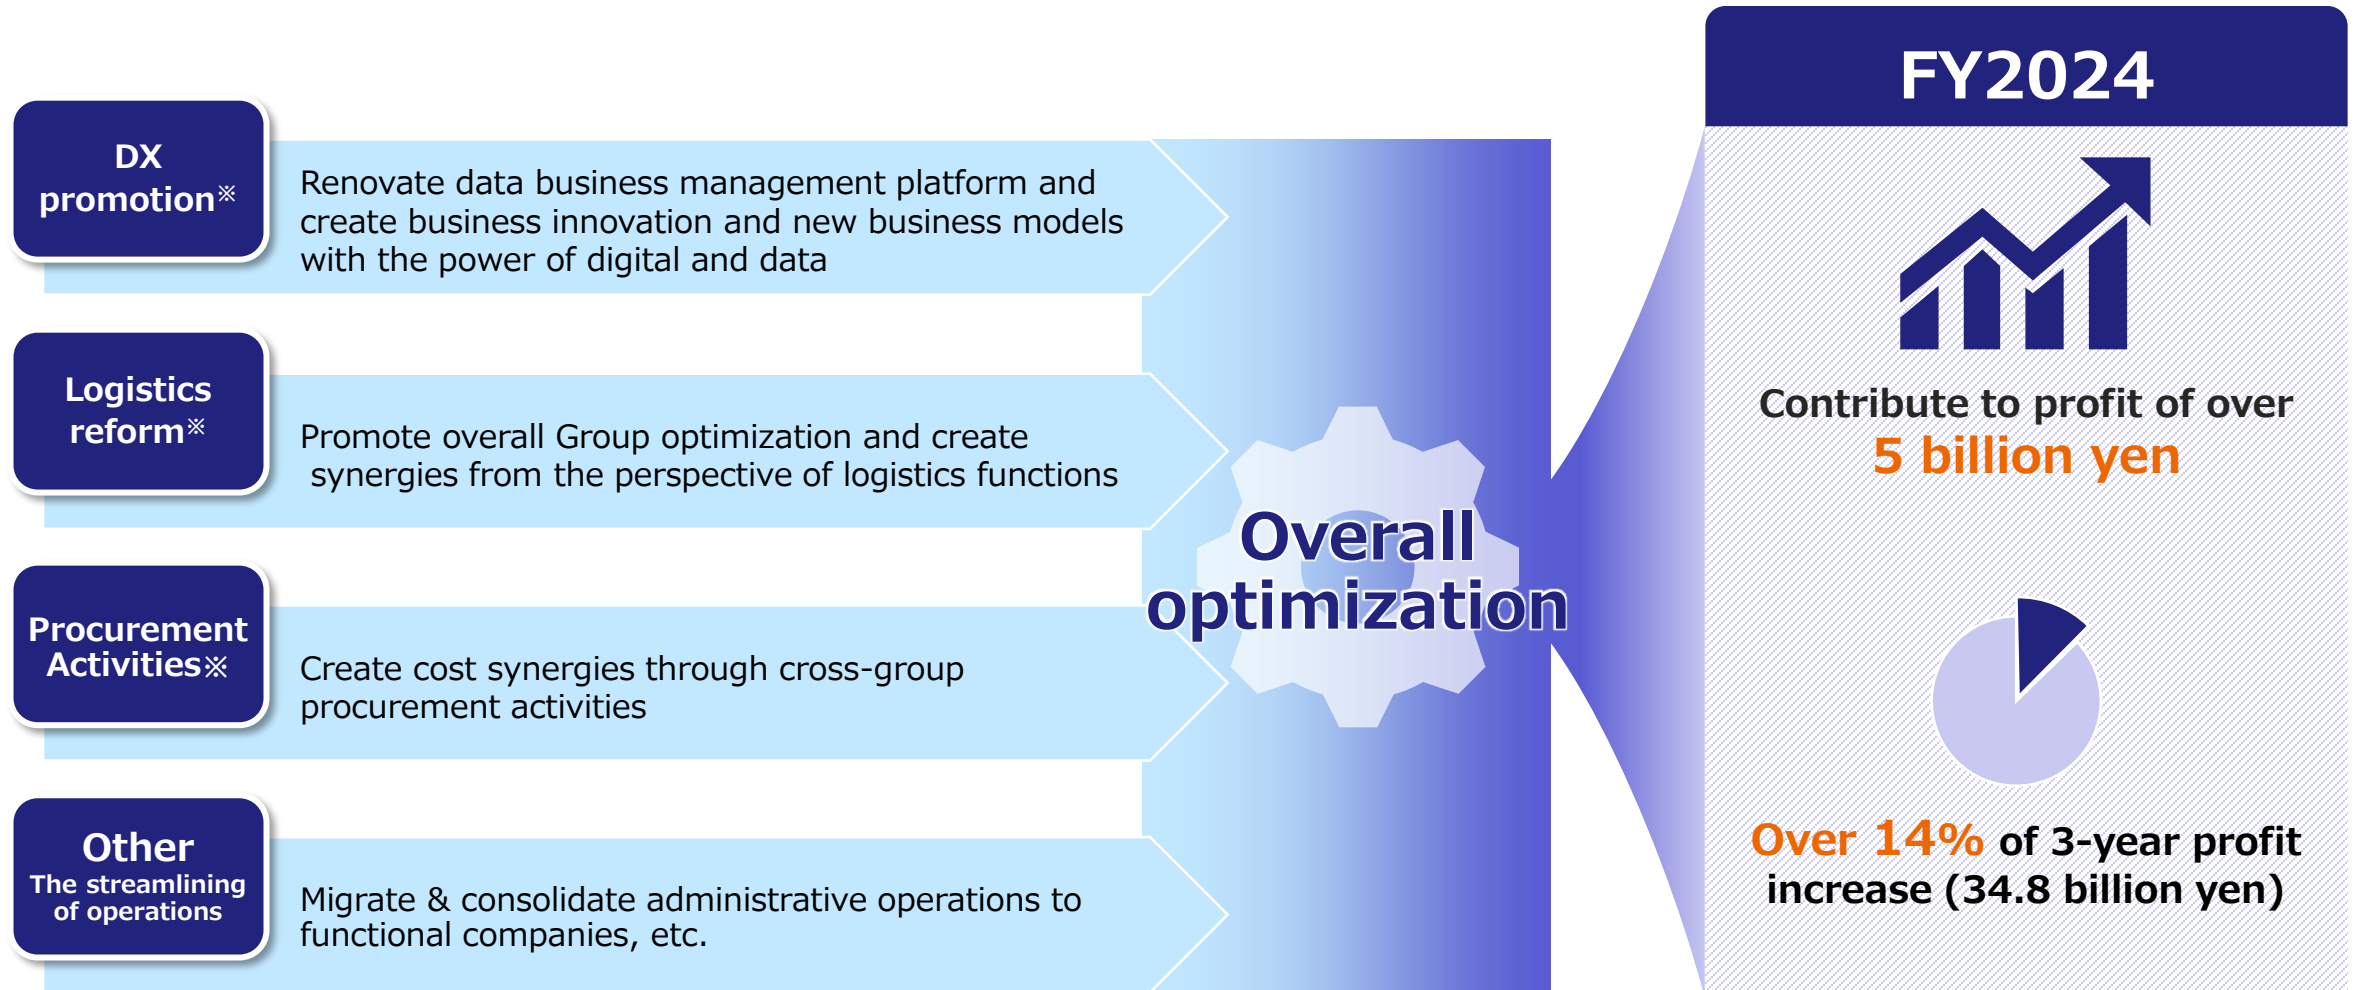 DX
promotion※
Renovate data business management platform and
create business innovation and new business models
with the power of digital and data
Logistics
reform※
Promote overall Group optimization and create
synergies from the perspective of logistics functions
Procurement
Activities※
Create cost synergies through cross-group
procurement activities
Other
The streamlining
of operations
Migrate & consolidate administrative operations to
functional companies, etc.
Overall
optimization
FY2024
Contribute to profit of over
5 billion yen
Over 14% of 3-year profit
increase (34.8 billion yen)